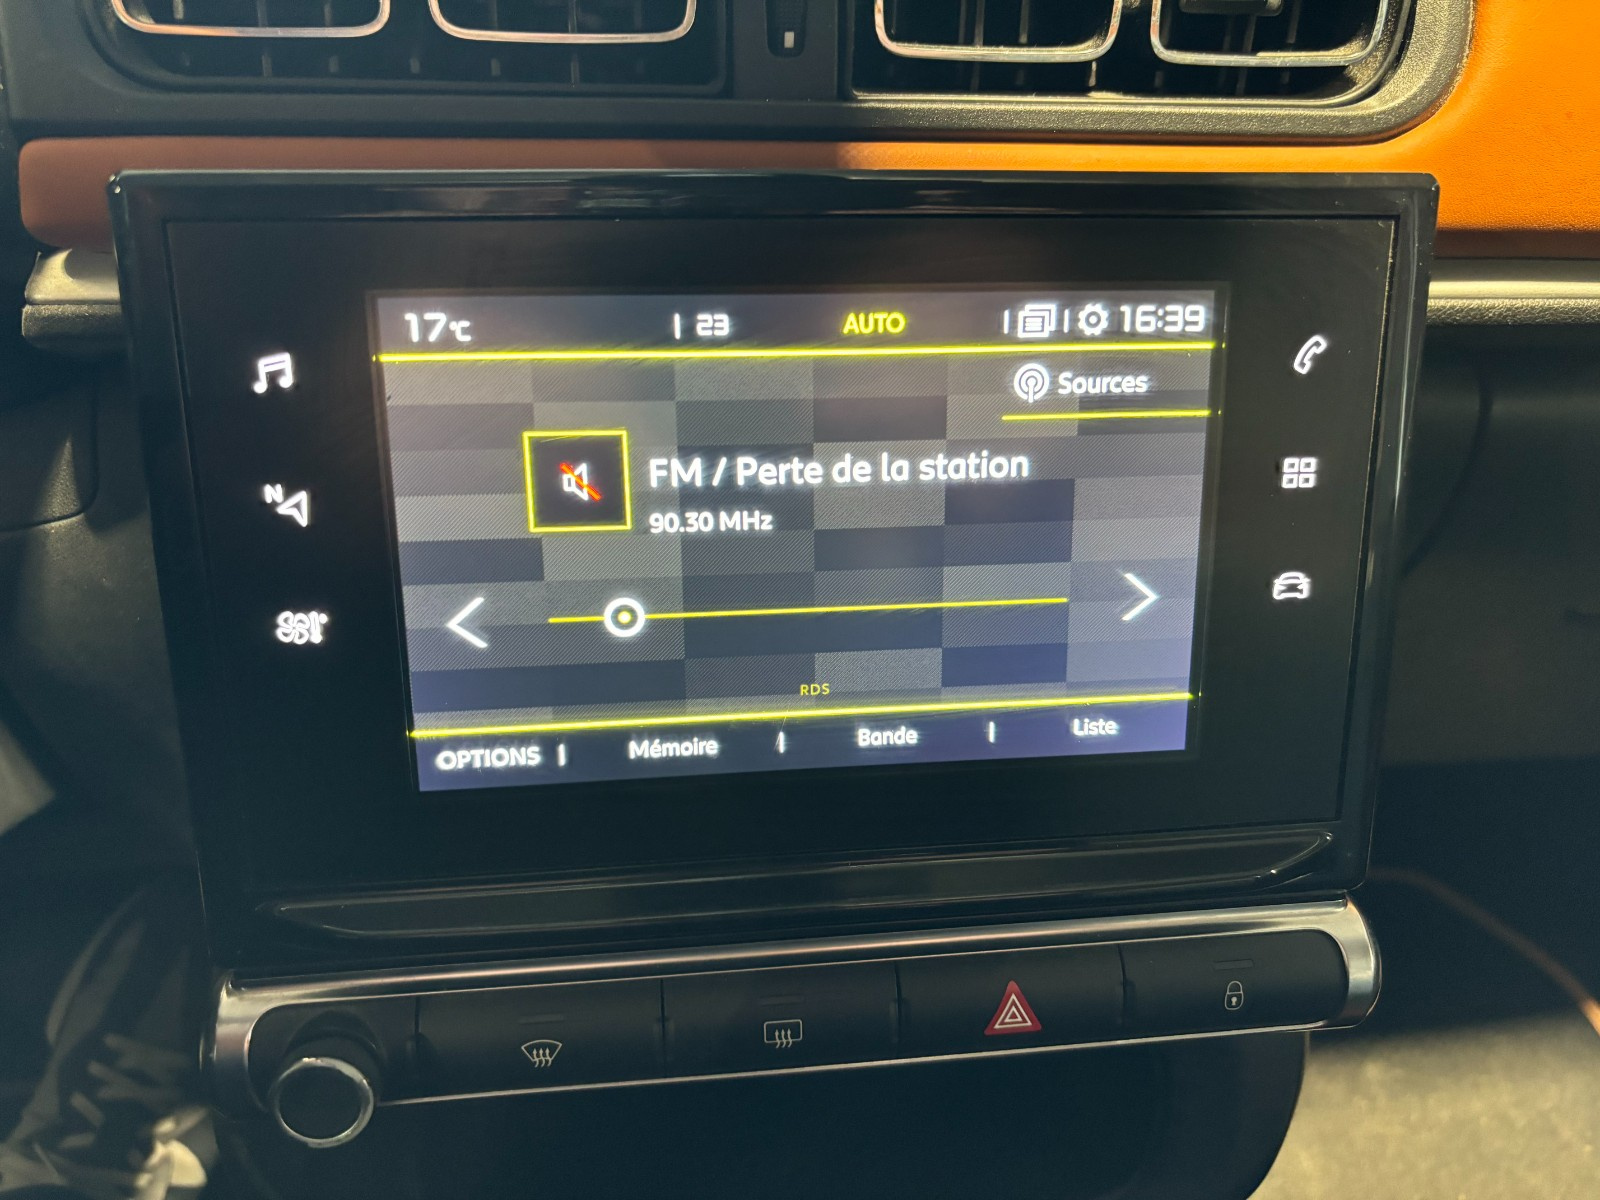 17°C | 23 AUTO | | 16:39
Sources
FM / Perte de la station
90.30 MHz
RDS
OPTIONS | Mémoire | Bande | Liste
N